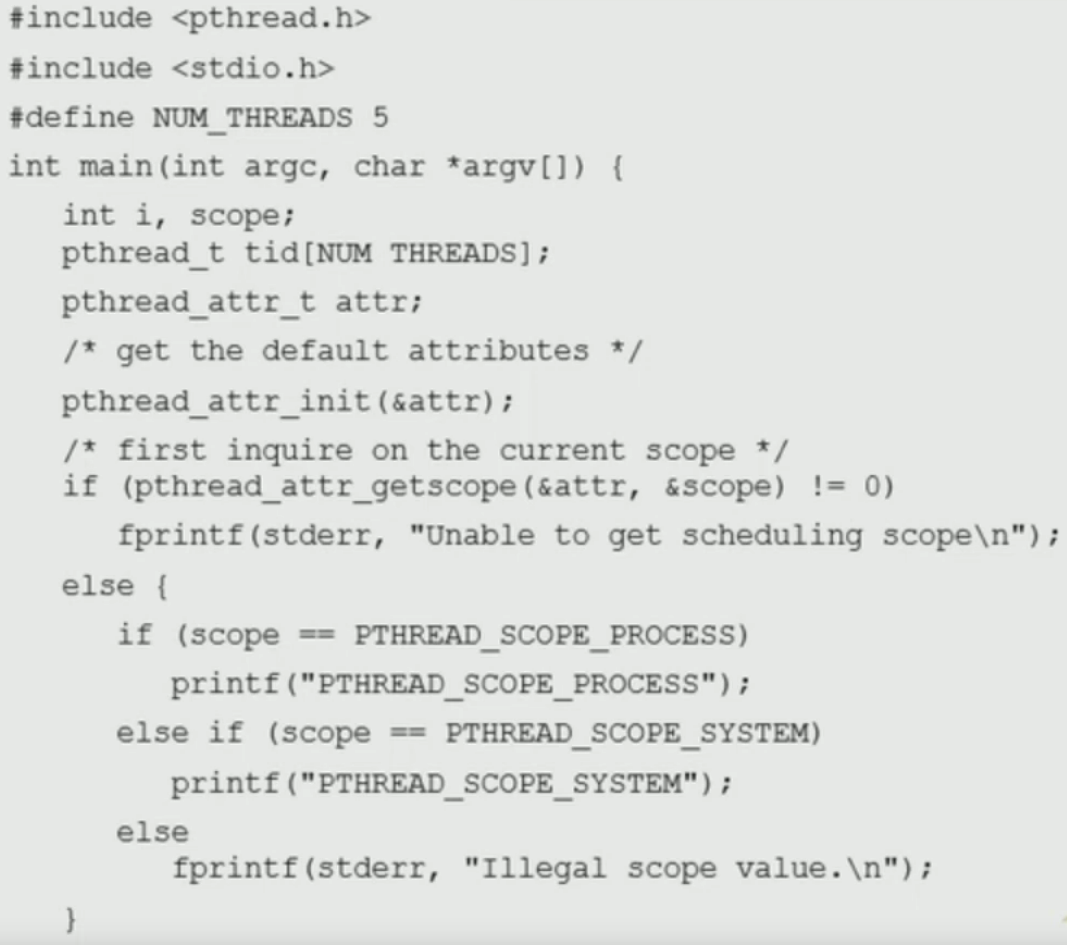 #include <pthread.h>
#include <stdio.h>
#define NUM_THREADS 5
int main(int argc, char *argv[]) {
   int i, scope;
   pthread_t tid[NUM THREADS];
   pthread_attr_t attr;
   /* get the default attributes */
   pthread_attr_init(&attr);
   /* first inquire on the current scope */
   if (pthread_attr_getscope(&attr, &scope) != 0)
      fprintf(stderr, "Unable to get scheduling scope\n");
   else {
      if (scope == PTHREAD_SCOPE_PROCESS)
         printf("PTHREAD_SCOPE_PROCESS");
      else if (scope == PTHREAD_SCOPE_SYSTEM)
         printf("PTHREAD_SCOPE_SYSTEM");
      else
         fprintf(stderr, "Illegal scope value.\n");
   }